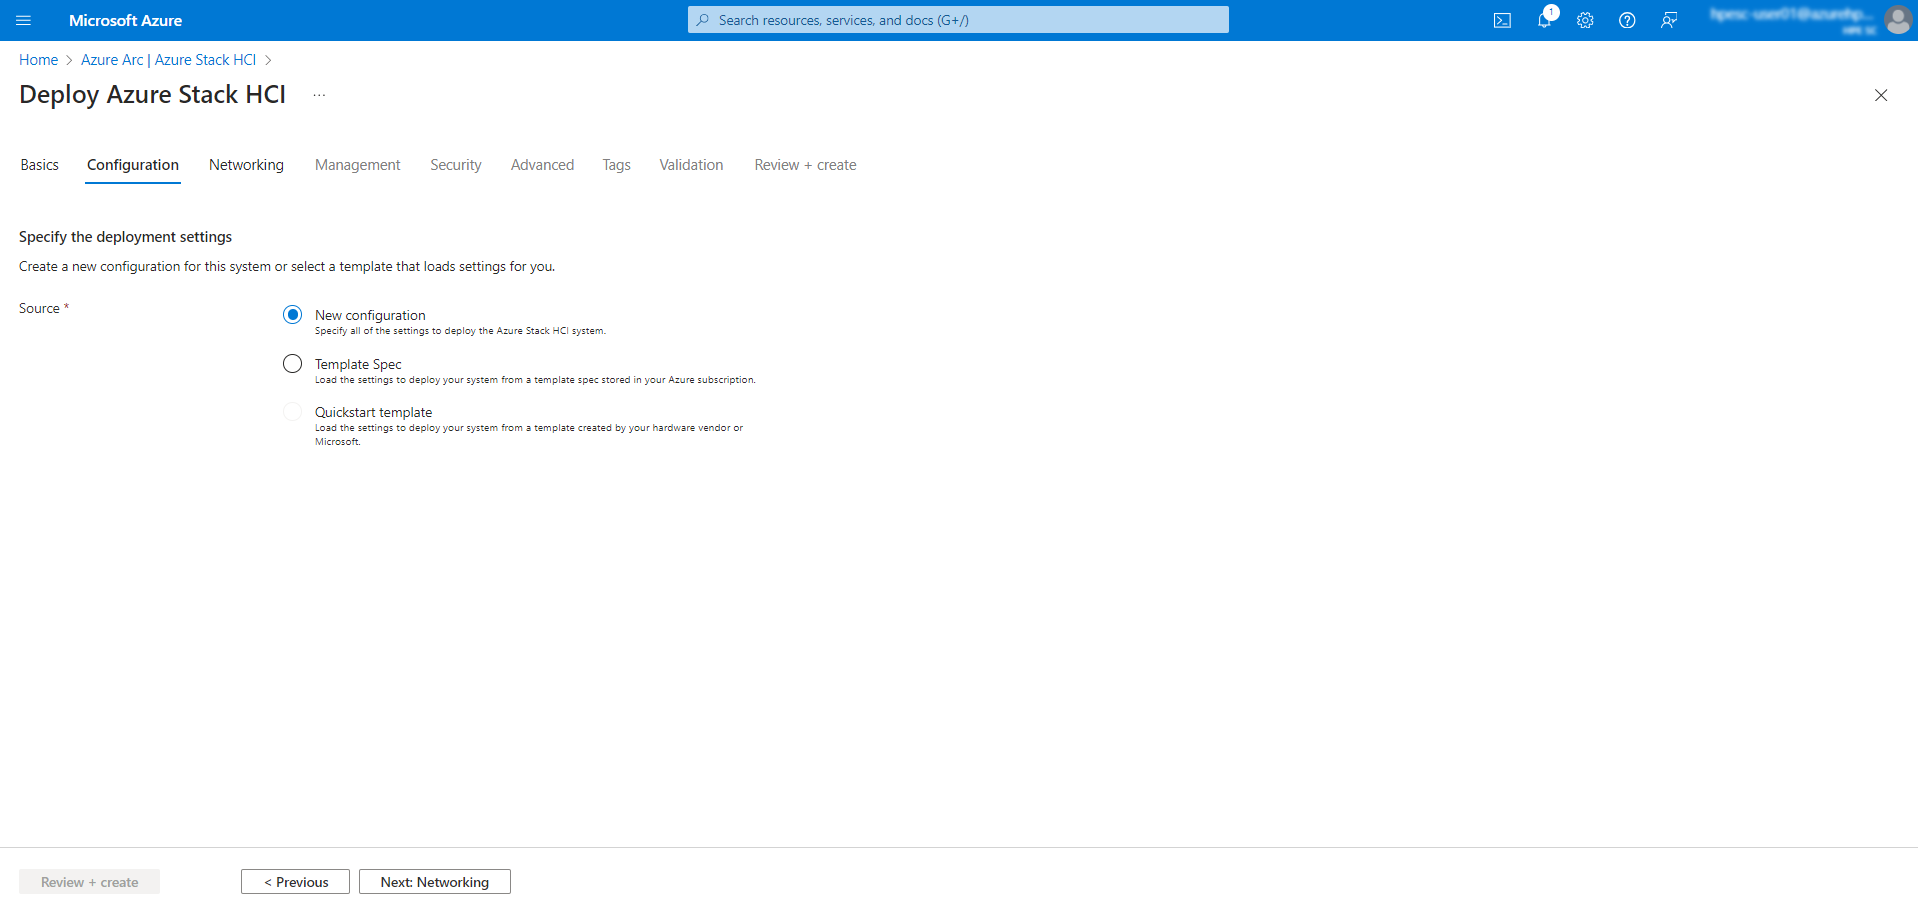 Microsoft Azure
Search resources, services, and docs (G+/)
1
Home > Azure Arc | Azure Stack HCI >
Deploy Azure Stack HCI ...
Basics Configuration Networking Management Security Advanced Tags Validation Review + create
Specify the deployment settings
Create a new configuration for this system or select a template that loads settings for you.
Source *
New configuration
Specify all of the settings to deploy the Azure Stack HCI system.
Template Spec
Load the settings to deploy your system from a template spec stored in your Azure subscription.
Quickstart template
Load the settings to deploy your system from a template created by your hardware vendor or
Microsoft.
Review + create < Previous Next: Networking